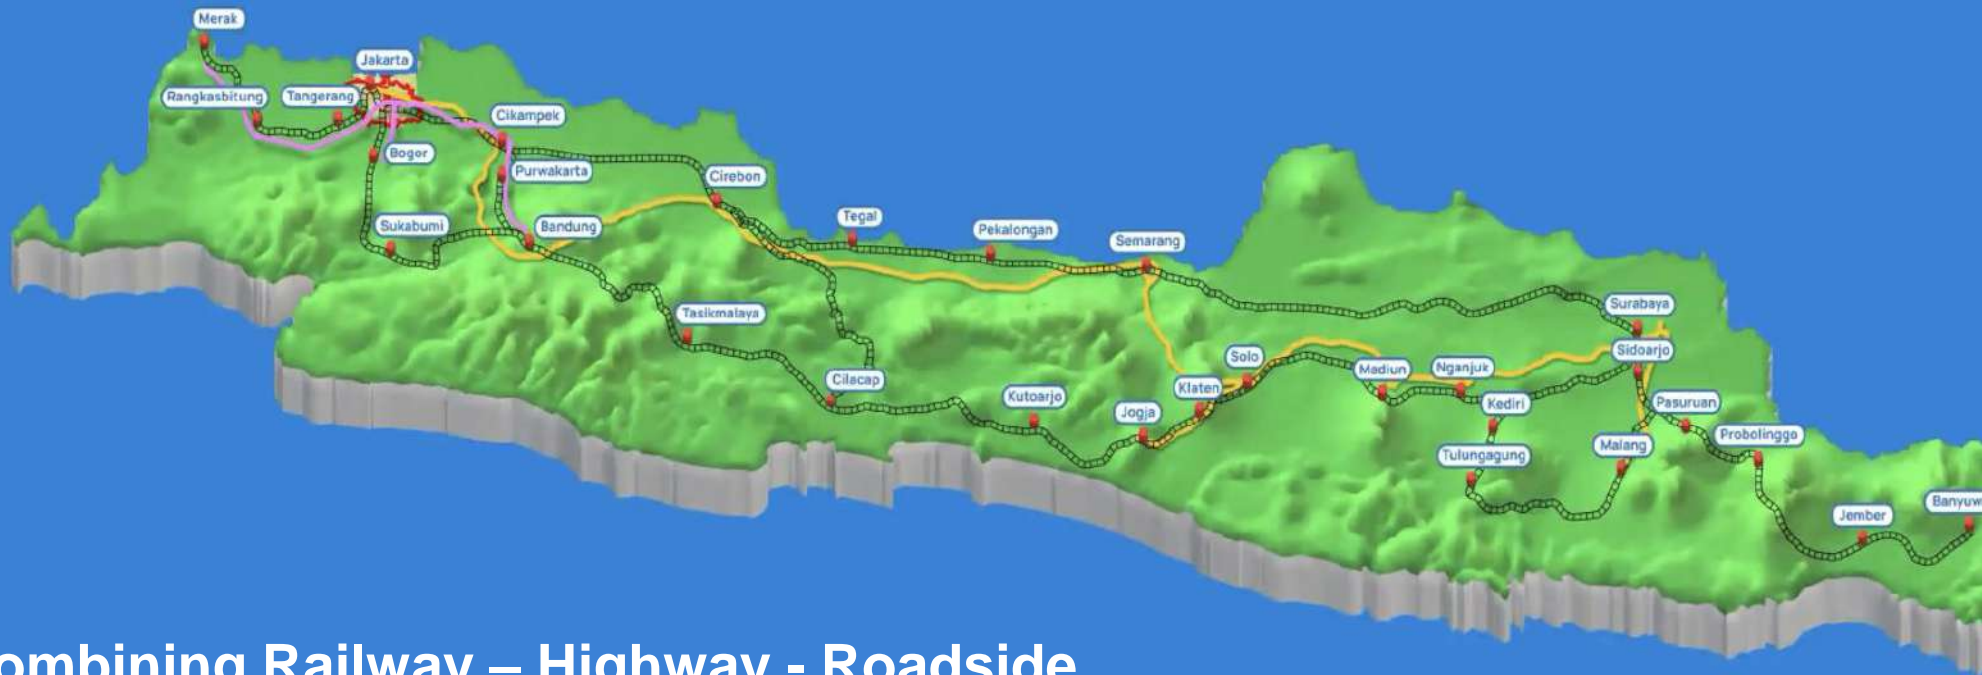 Merak
Jakarta
Rangkasbitung
Tangerang
Cikampek
Bogor
Purwakarta
Cirebon
Sukabumi
Bandung
Tegal
Pekalongan
Semarang
Tasikmalaya
Surabaya
Sidoarjo
Solo
Madiun
Nganjuk
Cilacap
Klaten
Kutoarjo
Kediri
Pasuruan
Jogja
Probolinggo
Malang
Tulungagung
Banyuw
Jember
ombining Railway – Highway - Roadside